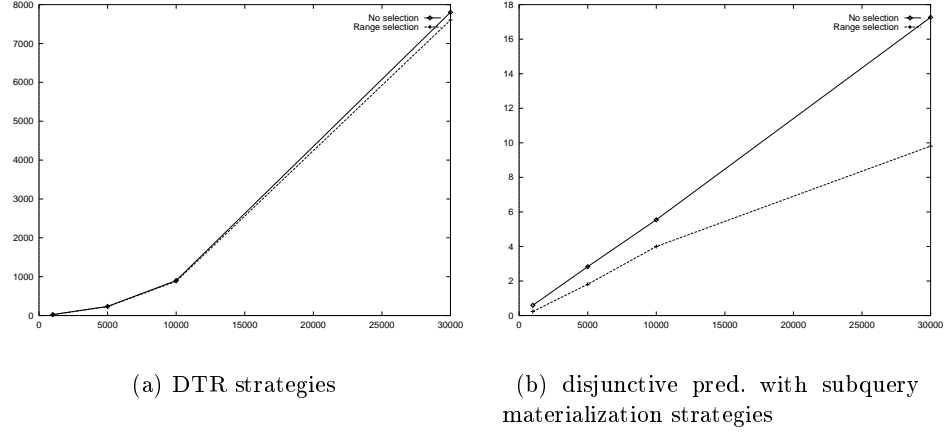 8000
7000
6000
5000
4000
3000
2000
1000
0
0 5000 10000 15000 20000 25000 30000
No selection
Range selection
(a) DTR strategies
18
16
14
12
10
8
6
4
2
0
0 5000 10000 15000 20000 25000 30000
No selection
Range selection
(b) disjunctive pred. with subquery
materialization strategies